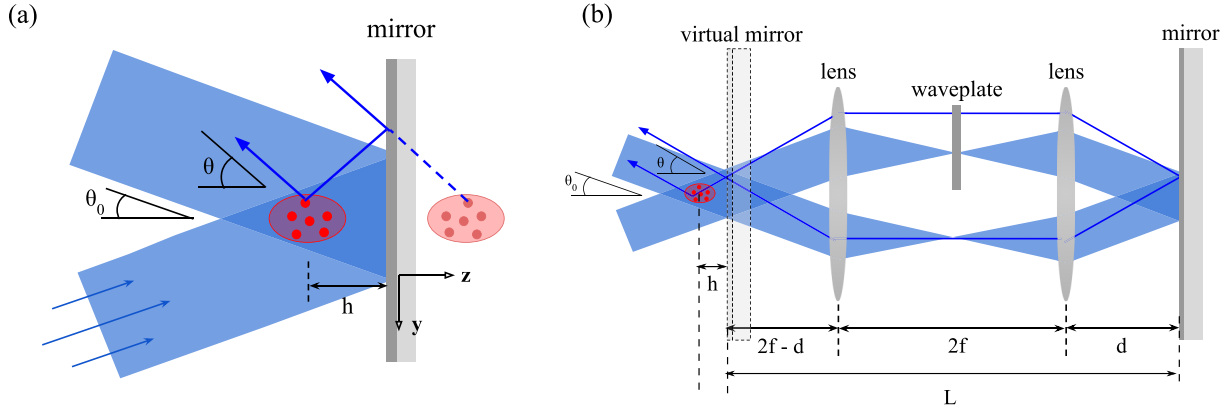 (a)
mirror
θ
θ0
h
z
y
(b)
virtual mirror
mirror
lens
lens
waveplate
θ
θ0
h
2f - d
2f
d
L